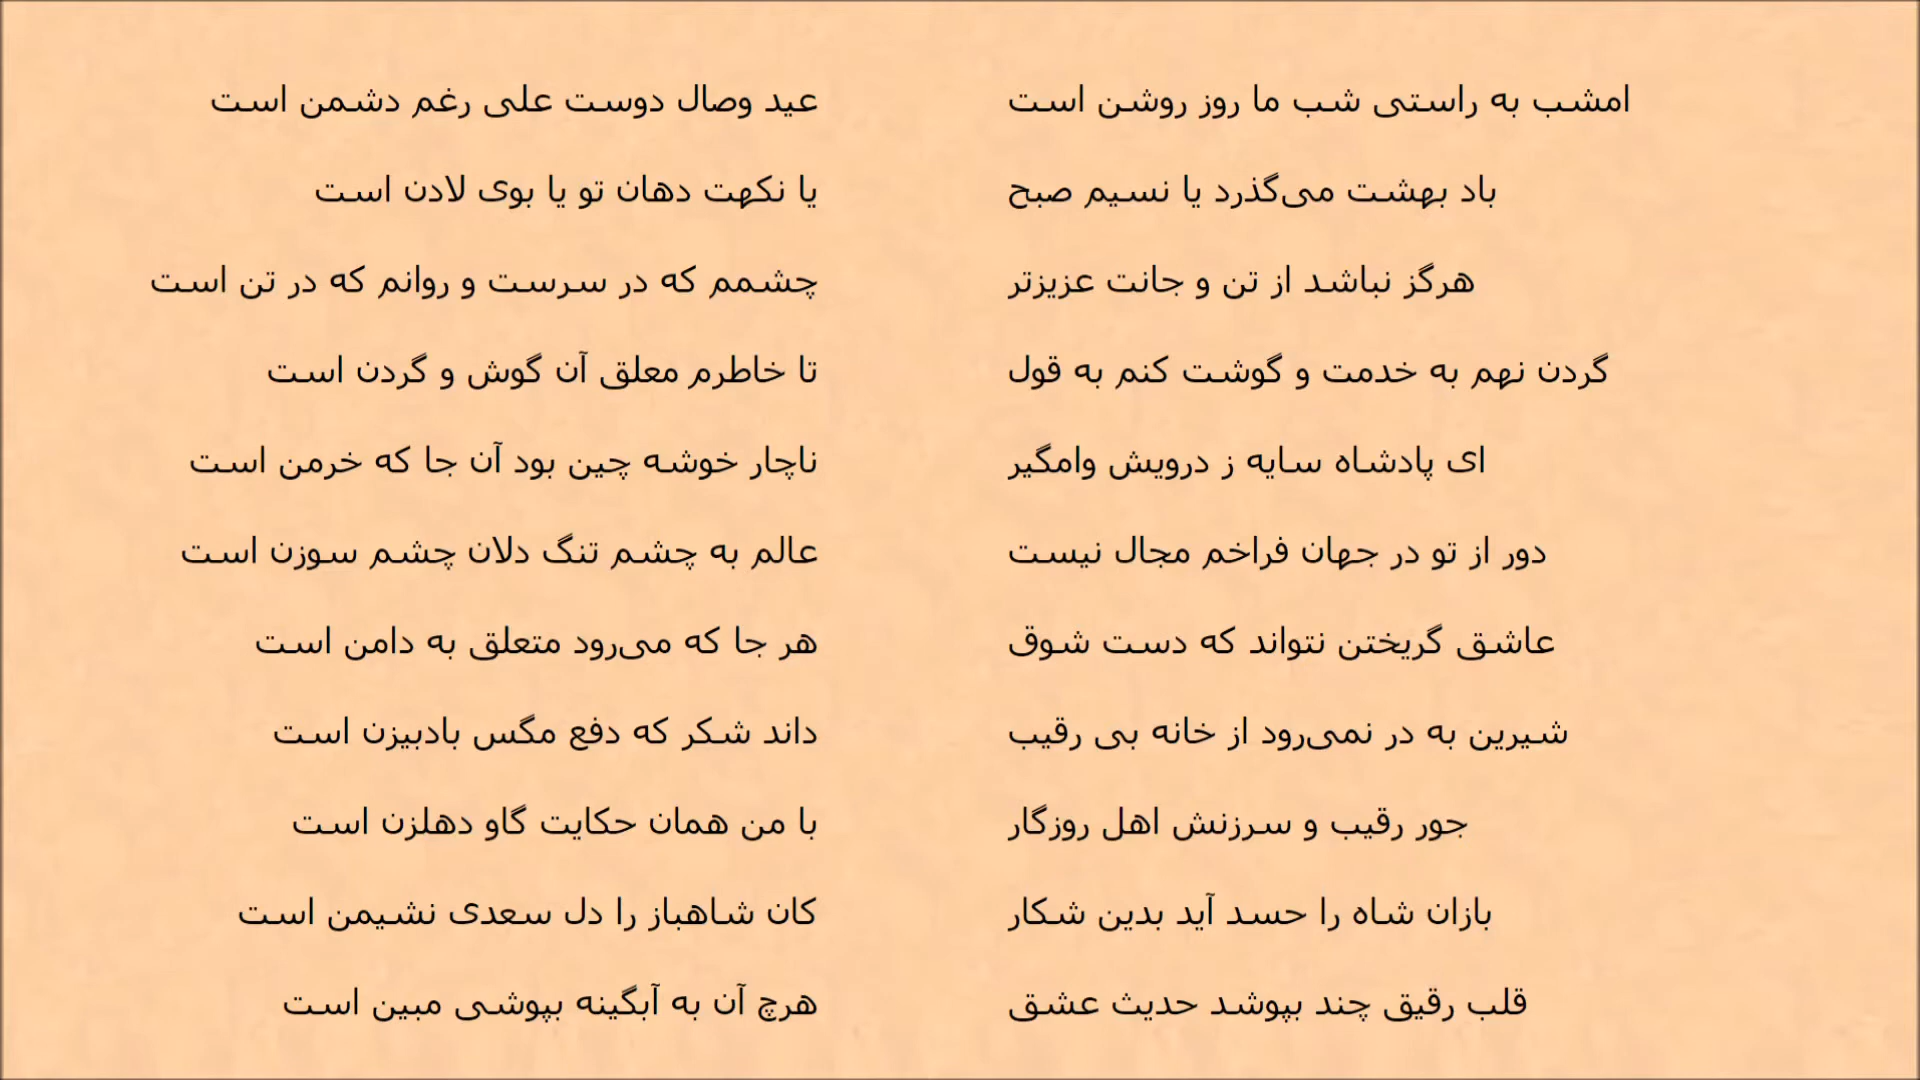 امشب به راستی شب ما روز روشن است
عید وصال دوست علی رغم دشمن است
باد بهشت می‌گذرد یا نسیم صبح
یا نکهت دهان تو یا بوی لادن است
هرگز نباشد از تن و جانت عزیزتر
چشمم که در سرست و روانم که در تن است
گردن نهم به خدمت و گوشت کنم به قول
تا خاطرم معلق آن گوش و گردن است
ای پادشاه سایه ز درویش وامگیر
ناچار خوشه چین بود آن جا که خرمن است
دور از تو در جهان فراخم مجال نیست
عالم به چشم تنگ دلان چشم سوزن است
عاشق گریختن نتواند که دست شوق
هر جا که می‌رود متعلق به دامن است
شیرین به در نمی‌رود از خانه بی رقیب
داند شکر که دفع مگس بادبیزن است
جور رقیب و سرزنش اهل روزگار
با من همان حکایت گاو دهلزن است
بازان شاه را حسد آید بدین شکار
کان شاهباز را دل سعدی نشیمن است
قلب رقیق چند بپوشد حدیث عشق
هرچ آن به آبگینه بپوشی مبین است